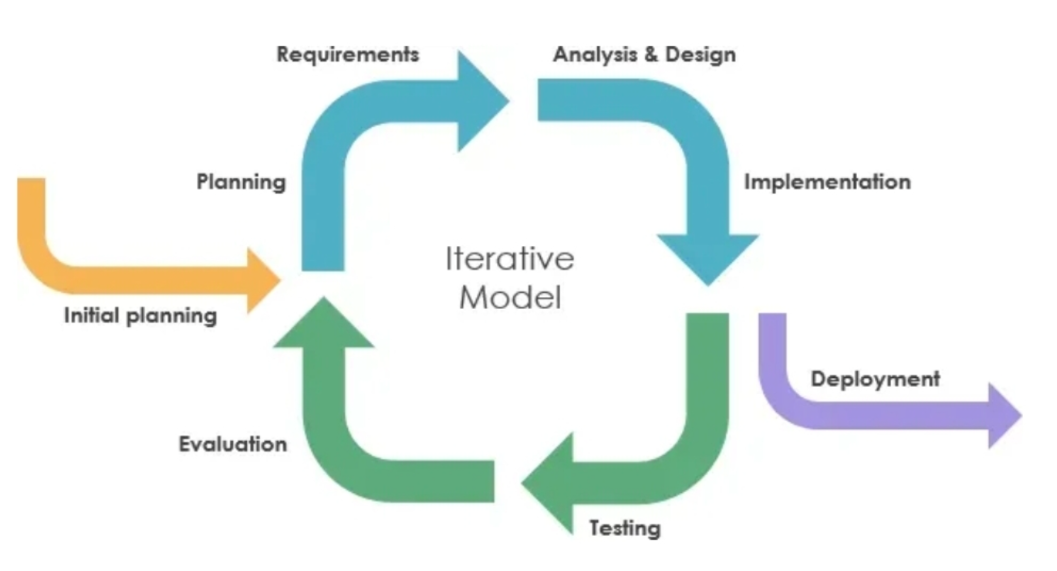 Requirements
Analysis & Design
Planning
Implementation
Iterative
Model
Initial planning
Deployment
Evaluation
Testing